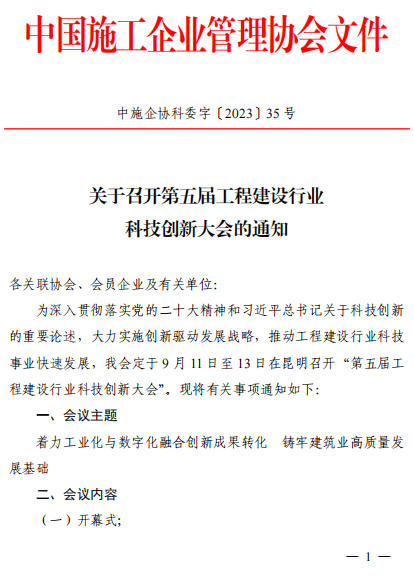 中国施工企业管理协会文件
中施企协科委字〔2023〕35 号
关于召开第五届工程建设行业
科技创新大会的通知
各关联协会、会员企业及有关单位：
为深入贯彻落实党的二十大精神和习近平总书记关于科技创新
的重要论述，大力实施创新驱动发展战略，推动工程建设行业科技
事业快速发展，我会定于 9 月 11 日至 13 日在昆明召开“第五届工
程建设行业科技创新大会”。现将有关事项通知如下：
一、会议主题
着力工业化与数字化融合创新成果转化　铸牢建筑业高质量发
展基础
二、会议内容
（一）开幕式；
— 1 —